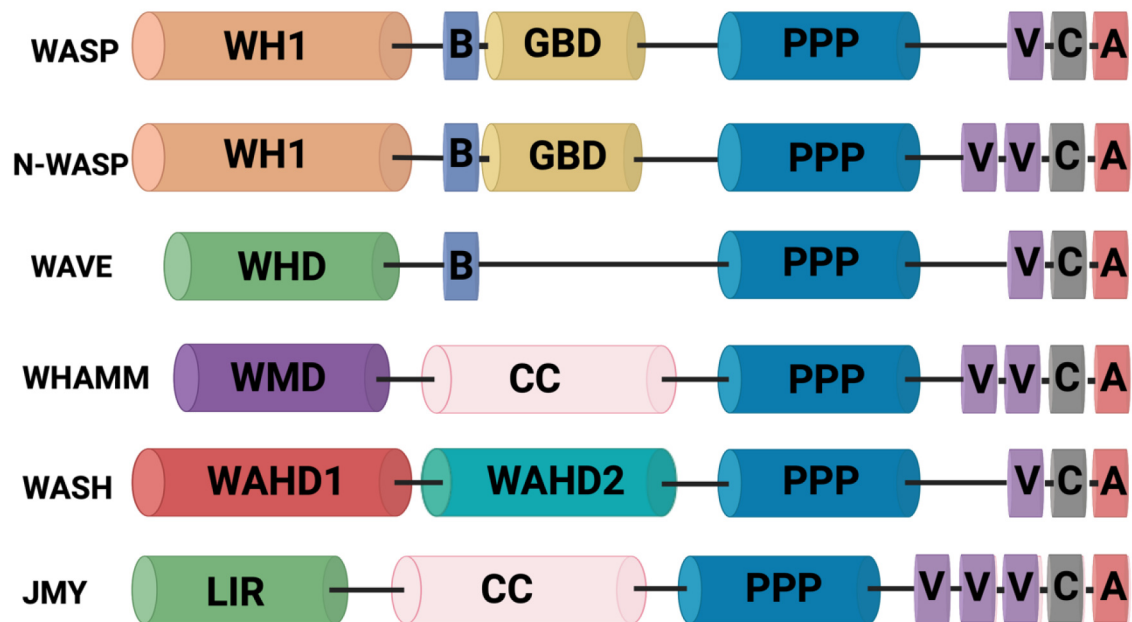 WASP WH1 B GBD PPP V C A
N-WASP WH1 B GBD PPP V V C A
WAVE WHD B PPP V C A
WHAMM WMD CC PPP V V C A
WASH WAHD1 WAHD2 PPP V C A
JMY LIR CC PPP V V V C A